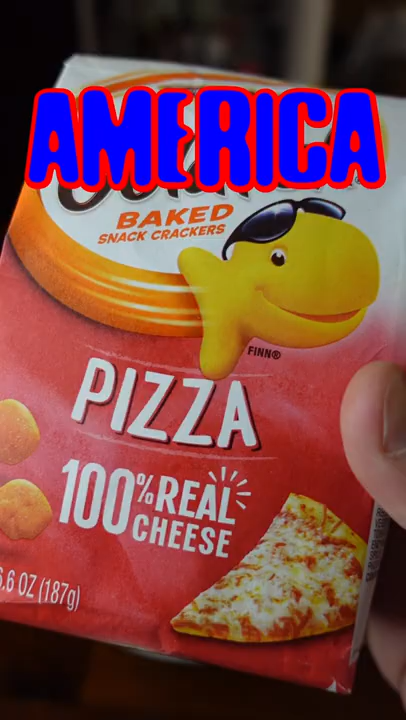 AMERICA
BAKED
SNACK CRACKERS
FINN®
PIZZA
100% REAL
CHEESE
6.6 OZ (187g)